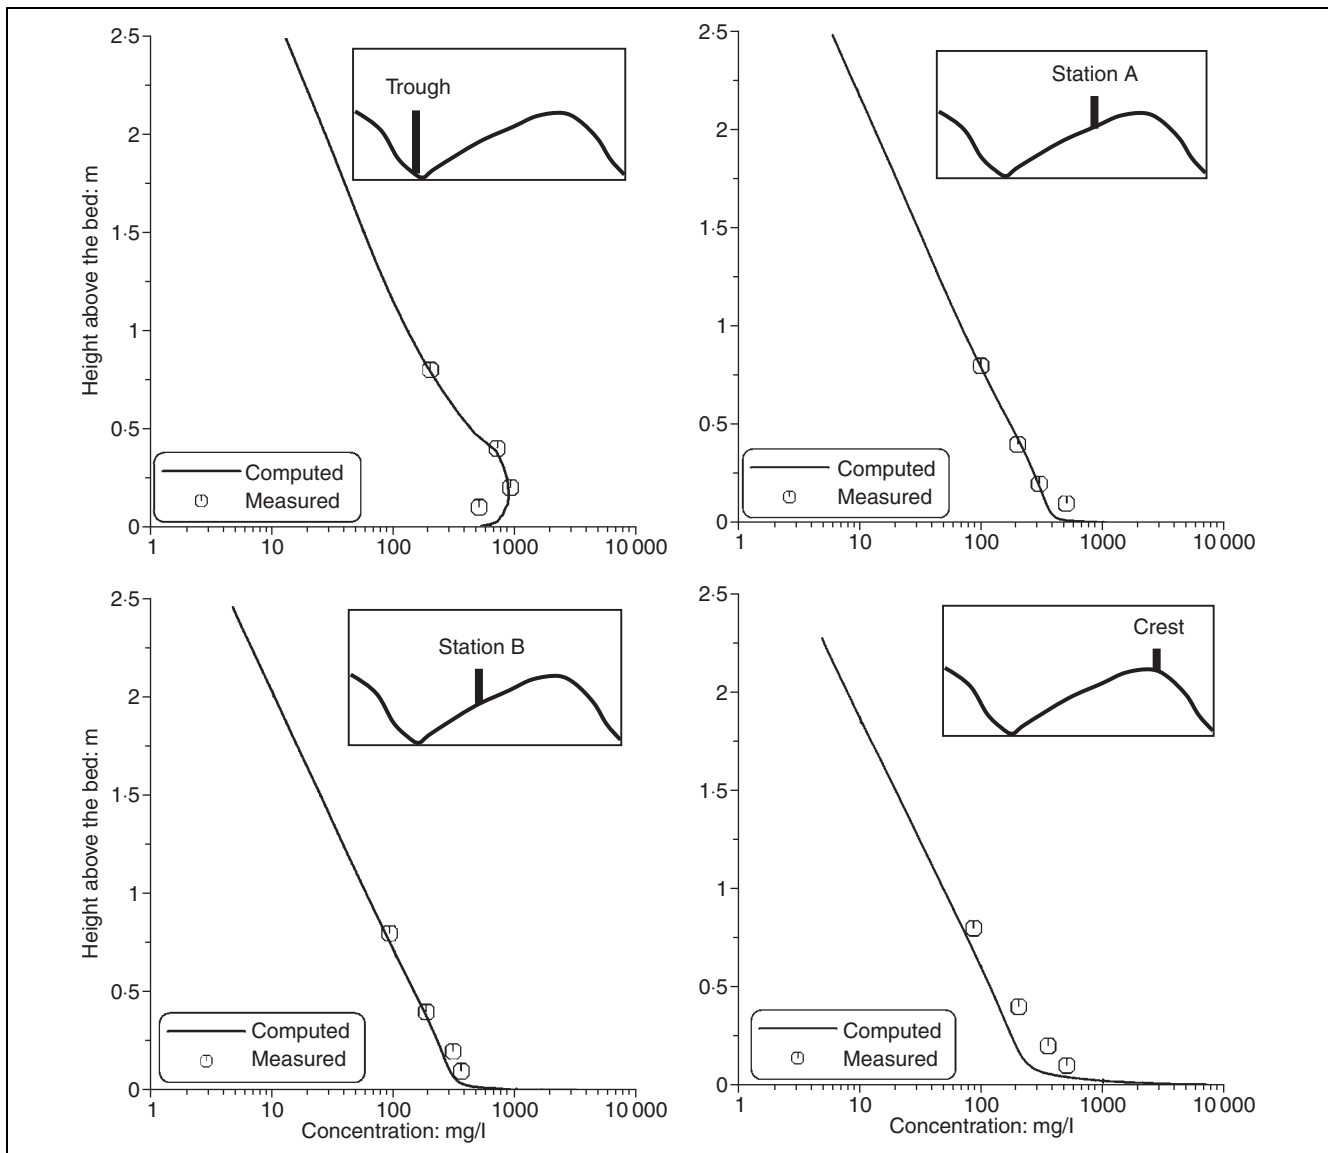 2·5
2
1·5
1
0·5
0
Height above the bed: m
Trough
Computed
Measured
1 10 100 1000 10 000
2·5
2
1·5
1
0·5
0
Station A
Computed
Measured
1 10 100 1000 10 000
2·5
2
1·5
1
0·5
0
Height above the bed: m
Station B
Computed
Measured
1 10 100 1000 10 000
Concentration: mg/l
2·5
2
1·5
1
0·5
0
Crest
Computed
Measured
1 10 100 1000 10 000
Concentration: mg/l